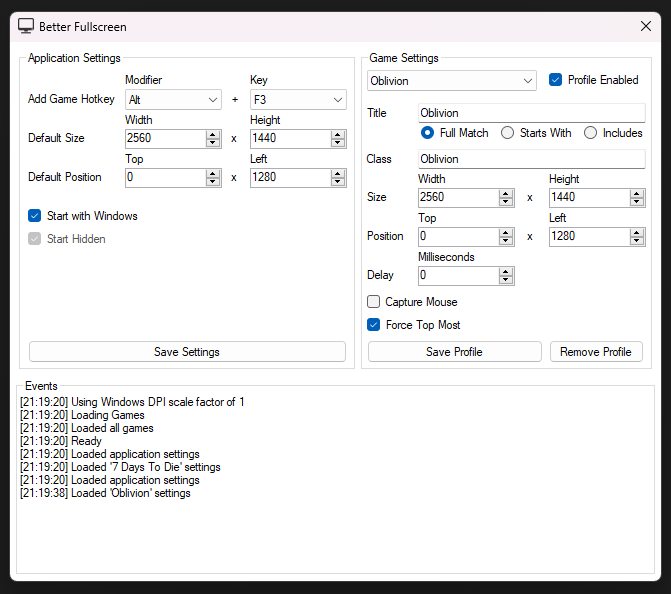 Better Fullscreen
Application Settings
Modifier Key
Add Game Hotkey Alt + F3
Width Height
Default Size 2560 x 1440
Top Left
Default Position 0 x 1280
Start with Windows
Start Hidden
Save Settings
Game Settings
Oblivion Profile Enabled
Title Oblivion
Full Match Starts With Includes
Class Oblivion
Width Height
Size 2560 x 1440
Top Left
Position 0 x 1280
Milliseconds
Delay 0
Capture Mouse
Force Top Most
Save Profile Remove Profile
Events
[21:19:20] Using Windows DPI scale factor of 1
[21:19:20] Loading Games
[21:19:20] Loaded all games
[21:19:20] Ready
[21:19:20] Loaded application settings
[21:19:20] Loaded '7 Days To Die' settings
[21:19:20] Loaded application settings
[21:19:38] Loaded 'Oblivion' settings